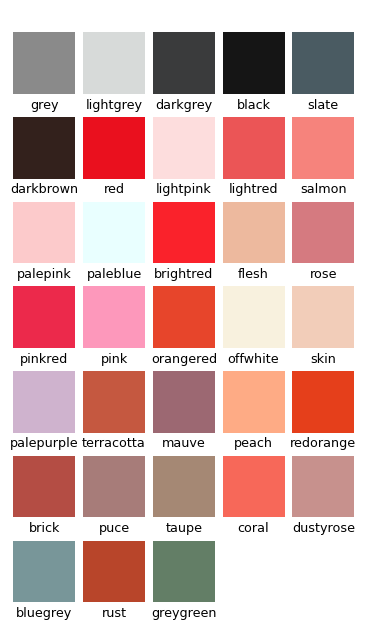 grey lightgrey darkgrey black slate
darkbrown red lightpink lightred salmon
palepink paleblue brightred flesh rose
pinkred pink orangered offwhite skin
palepurple terracotta mauve peach redorange
brick puce taupe coral dustyrose
bluegrey rust greygreen